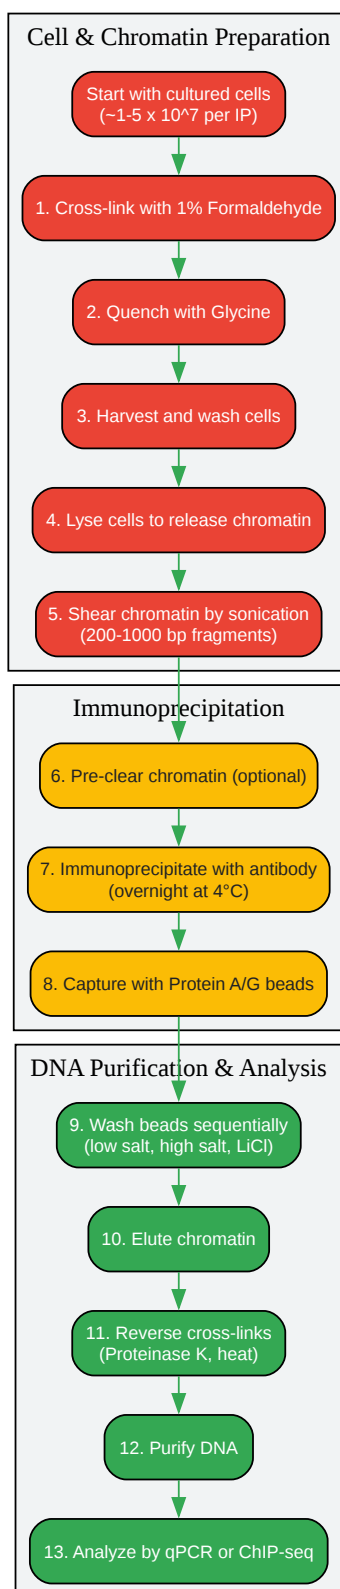 Cell & Chromatin Preparation
Start with cultured cells
(~1-5 x 10^7 per IP)
1. Cross-link with 1% Formaldehyde
2. Quench with Glycine
3. Harvest and wash cells
4. Lyse cells to release chromatin
5. Shear chromatin by sonication
(200-1000 bp fragments)
Immunoprecipitation
6. Pre-clear chromatin (optional)
7. Immunoprecipitate with antibody
(overnight at 4°C)
8. Capture with Protein A/G beads
DNA Purification & Analysis
9. Wash beads sequentially
(low salt, high salt, LiCl)
10. Elute chromatin
11. Reverse cross-links
(Proteinase K, heat)
12. Purify DNA
13. Analyze by qPCR or ChIP-seq